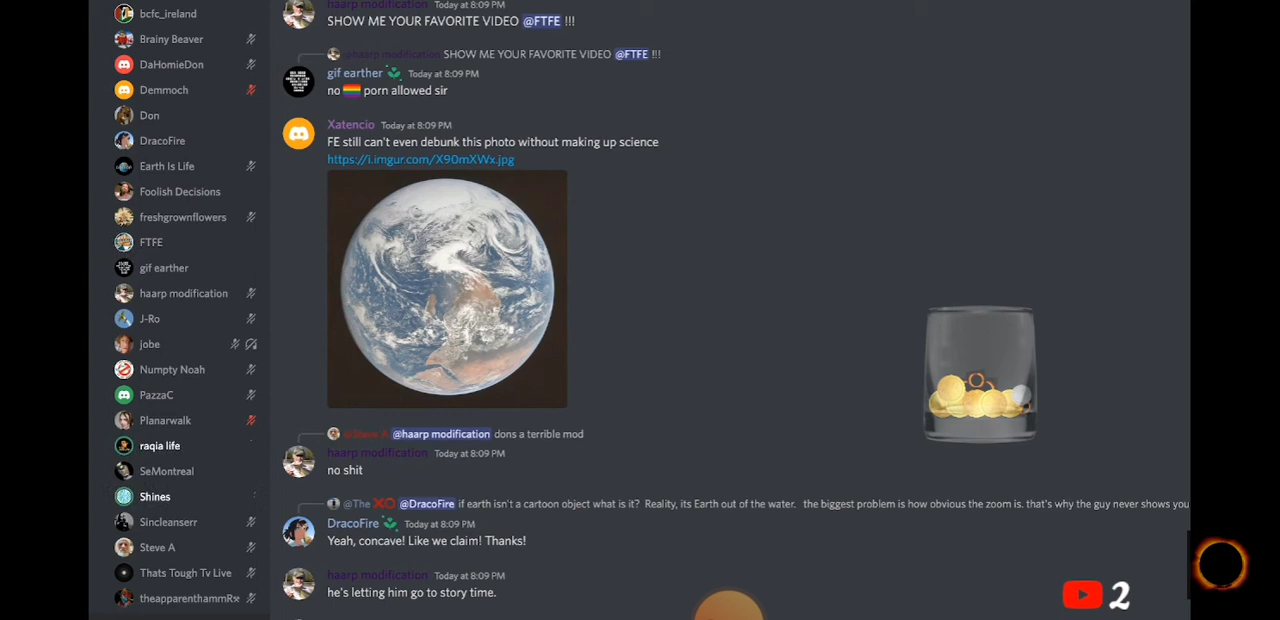 bcfc_ireland
Brainy Beaver
DaHomieDon
Demmoch
Don
DracoFire
Earth Is Life
Foolish Decisions
freshgrownflowers
FTFE
gif earther
haarp modification
J-Ro
jobe
Numpty Noah
PazzaC
Planarwalk
raqia life
SeMontreal
Shines
Sincleanserr
Steve A
Thats Tough Tv Live
theapparenthammRx
haarp modification Today at 8:09 PM
SHOW ME YOUR FAVORITE VIDEO @FTFE !!!
@haarp modification SHOW ME YOUR FAVORITE VIDEO @FTFE !!!
gif earther Today at 8:09 PM
no 🏳️‍🌈 porn allowed sir
Xatencio Today at 8:09 PM
FE still can't even debunk this photo without making up science
https://i.imgur.com/X90mXWx.jpg
@Steve A @haarp modification dons a terrible mod
haarp modification Today at 8:09 PM
no shit
@The ❌⭕ @DracoFire if earth isn't a cartoon object what is it? Reality, its Earth out of the water. the biggest problem is how obvious the zoom is. that's why the guy never shows you
DracoFire Today at 8:09 PM
Yeah, concave! Like we claim! Thanks!
haarp modification Today at 8:09 PM
he's letting him go to story time.
2